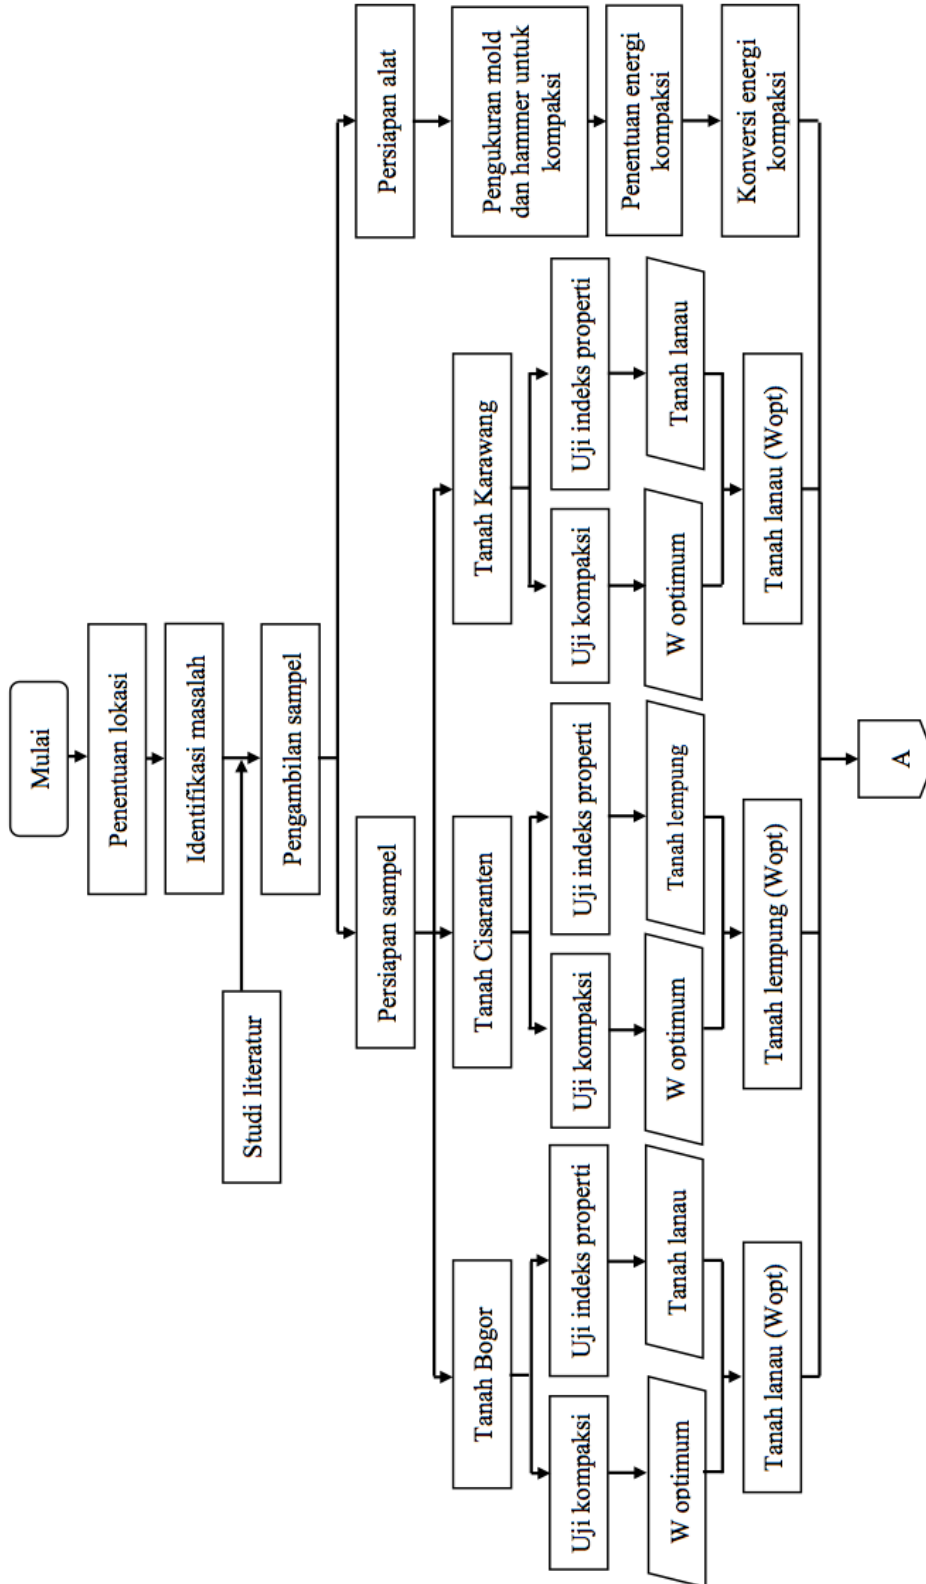 Mulai
Penentuan lokasi
Identifikasi masalah
Studi literatur
Pengambilan sampel
Persiapan sampel
Persiapan alat
Tanah Bogor
Tanah Cisaranten
Tanah Karawang
Pengukuran mold
dan hammer untuk
kompaksi
Uji kompaksi
Uji indeks properti
Uji kompaksi
Uji indeks properti
Uji kompaksi
Uji indeks properti
Penentuan energi
kompaksi
W optimum
Tanah lanau
W optimum
Tanah lempung
W optimum
Tanah lanau
Konversi energi
kompaksi
Tanah lanau (Wopt)
Tanah lempung (Wopt)
Tanah lanau (Wopt)
A